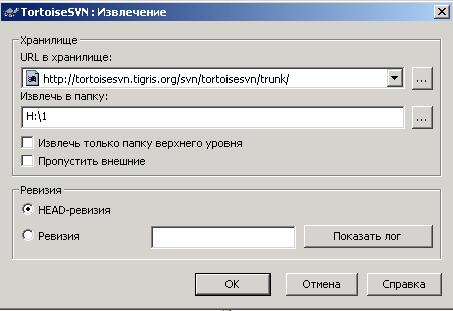 TortoiseSVN : Извлечение
Хранилище
URL в хранилище:
http://tortoisesvn.tigris.org/svn/tortoisesvn/trunk/
...
Извлечь в папку:
H:\1
...
Извлечь только папку верхнего уровня
Пропустить внешние
Ревизия
HEAD-ревизия
Ревизия
Показать лог
OK Отмена Справка